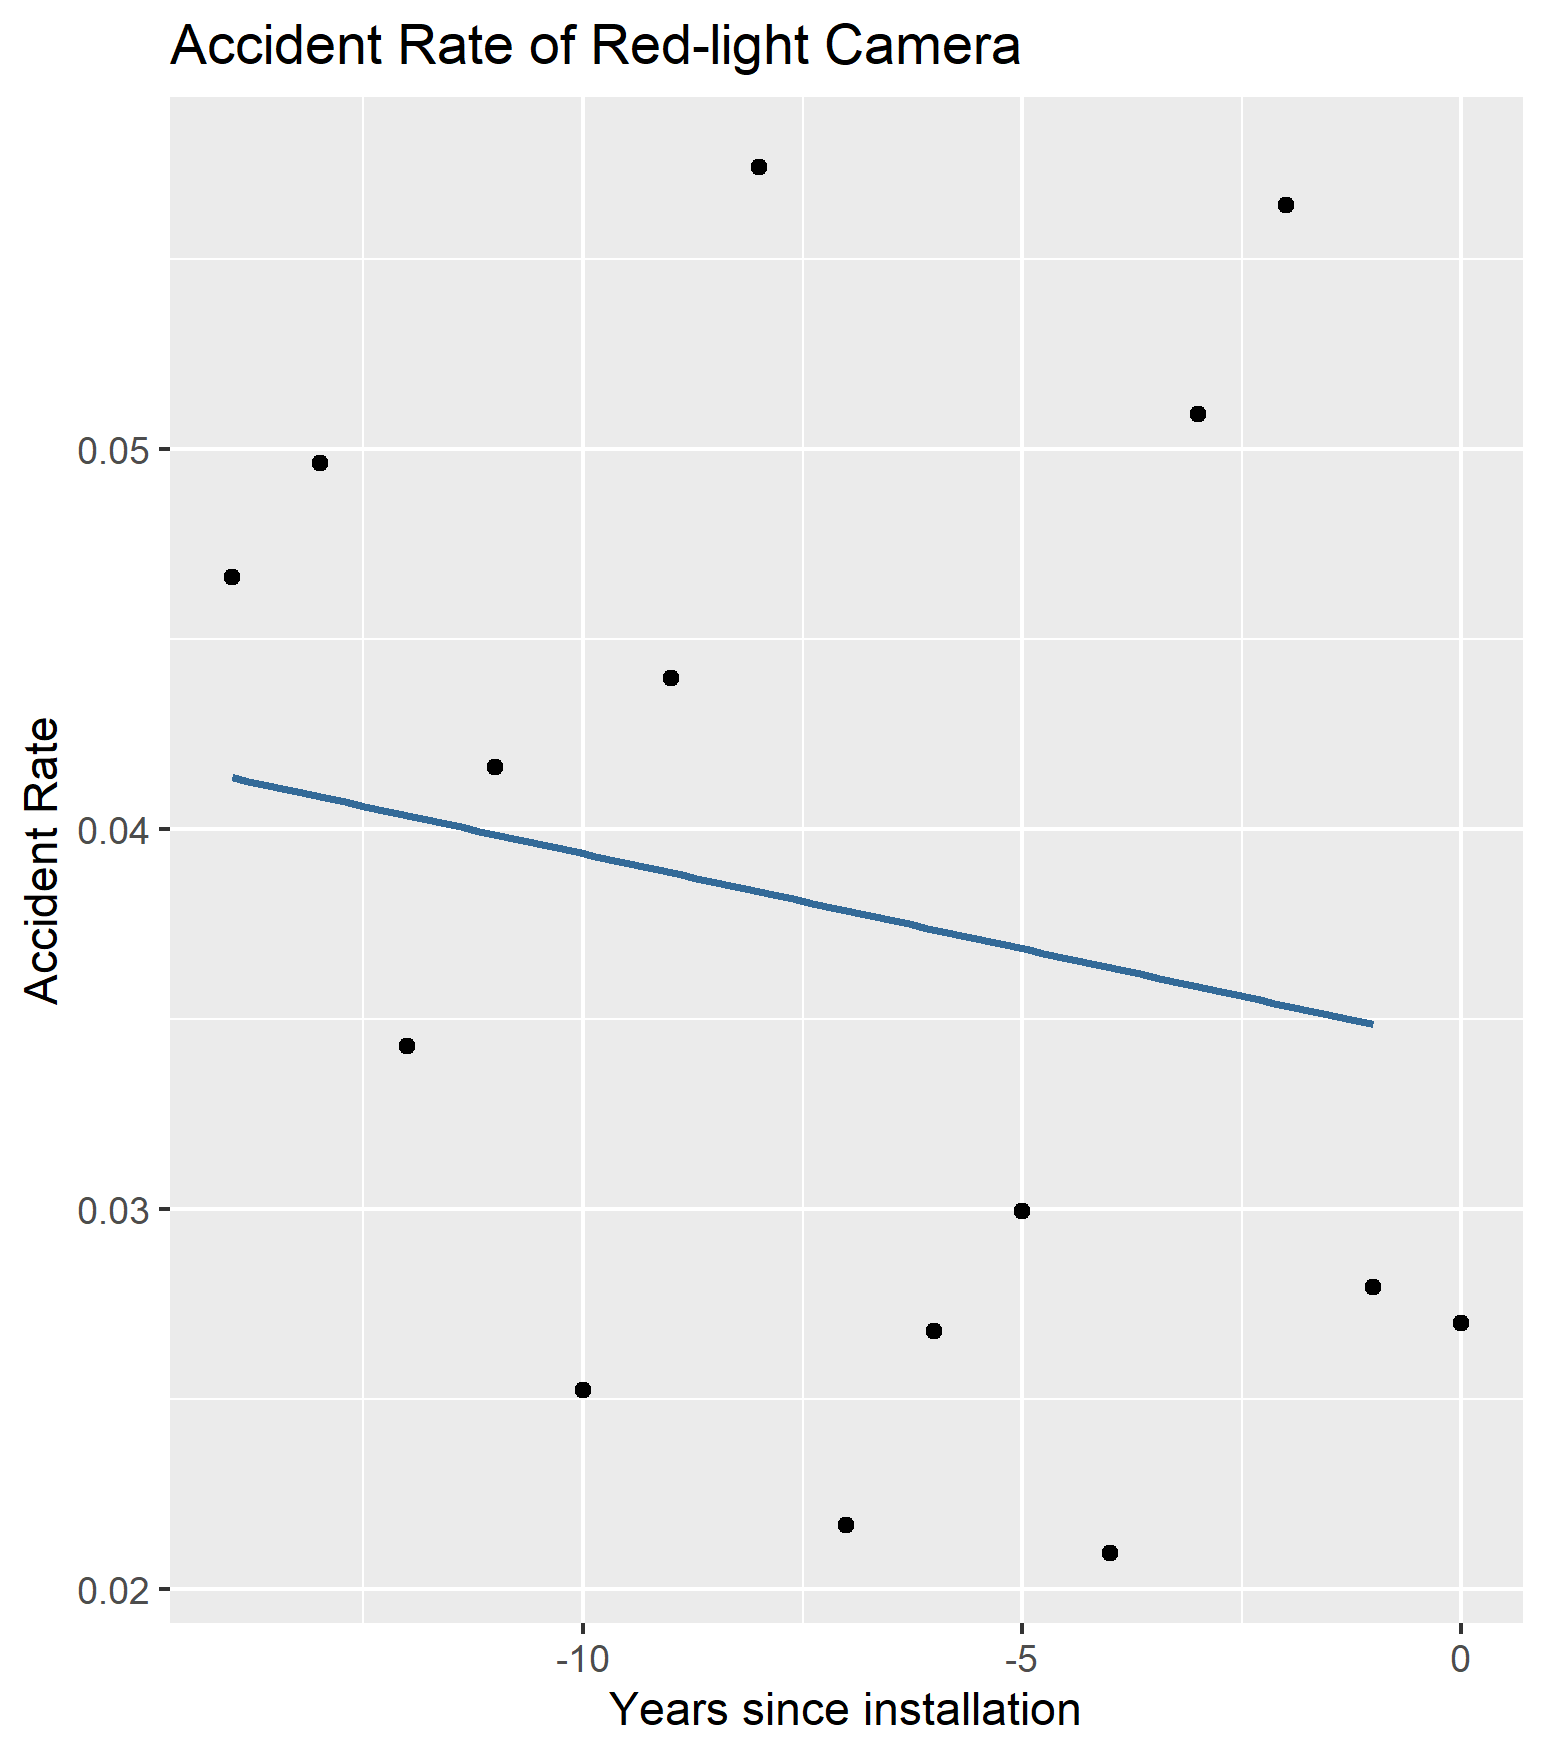 Accident Rate of Red-light Camera
Accident Rate
0.05
0.04
0.03
0.02
-10
-5
0
Years since installation